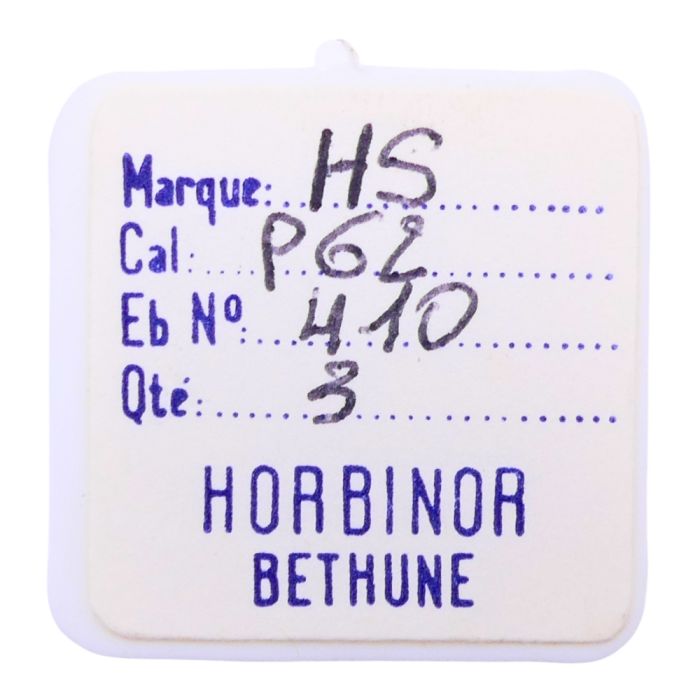 Marque: HS
Cal: P62
Eb Nº: 410
Qté: 3
HORBINOR
BETHUNE